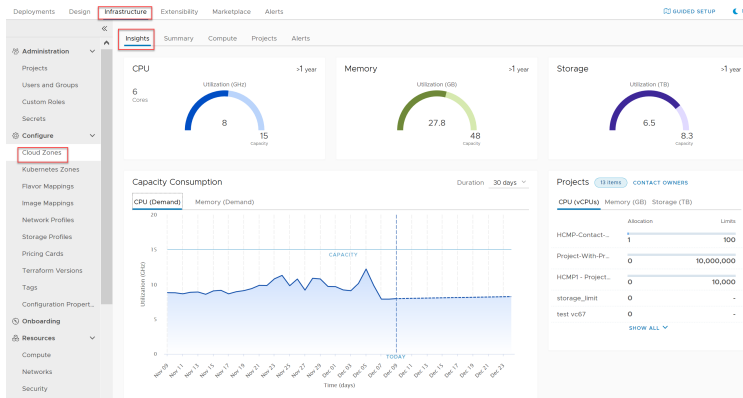 Deployments Design Infrastructure Extensibility Marketplace Alerts GUIDED SETUP
«
Insights Summary Compute Projects Alerts
Administration
Projects
Users and Groups
Custom Roles
Secrets
Configure
Cloud Zones
Kubernetes Zones
Flavor Mappings
Image Mappings
Network Profiles
Storage Profiles
Pricing Cards
Terraform Versions
Tags
Configuration Propert...
Onboarding
Resources
Compute
Networks
Security
CPU >1 year
6
Cores
Utilization (GHz)
8
15
Capacity
Memory >1 year
Utilization (GB)
27.8
48
Capacity
Storage >1 year
Utilization (TB)
6.5
8.3
Capacity
Capacity Consumption Duration 30 days
CPU (Demand) Memory (Demand)
Utilization (GHz)
20
15
10
5
0
CAPACITY
TODAY
Nov 09 Nov 11 Nov 13 Nov 15 Nov 17 Nov 19 Nov 21 Nov 23 Nov 25 Nov 27 Nov 29 Dec 01 Dec 03 Dec 05 Dec 07 Dec 09 Dec 11 Dec 13 Dec 15 Dec 17 Dec 19 Dec 21 Dec 23
Time (days)
Projects 13 items CONTACT OWNERS
CPU (vCPUs) Memory (GB) Storage (TB)
Allocation Limits
HCMP-Contact-... 1 100
Project-With-Pr... 0 10,000,000
HCMP1 - Project... 0 10,000
storage_limit 0 -
test vc67 0 -
SHOW ALL